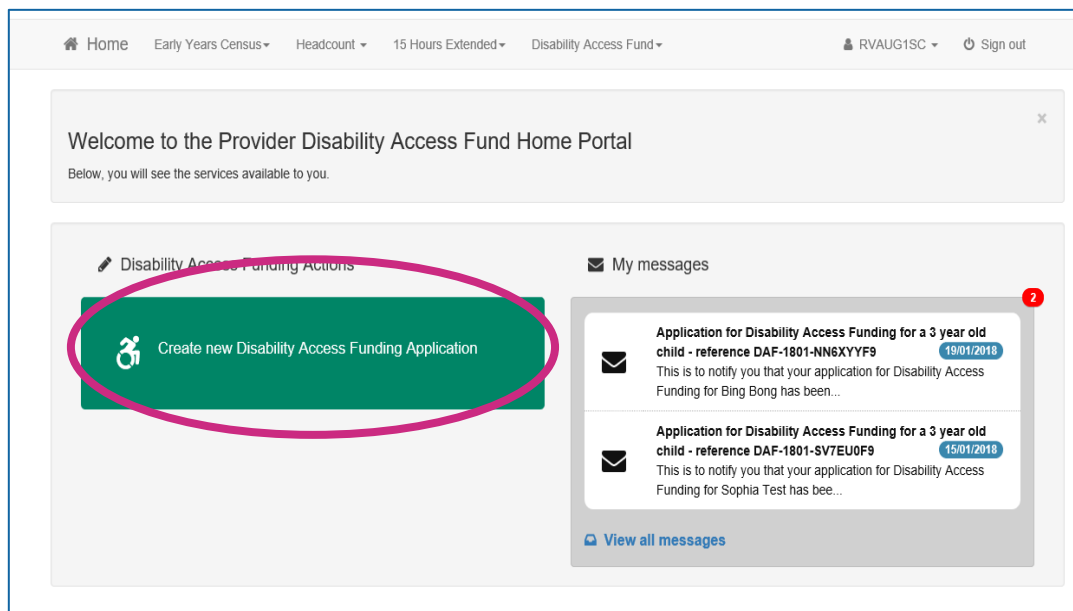 Home Early Years Census Headcount 15 Hours Extended Disability Access Fund RVAUG1SC Sign out
×
Welcome to the Provider Disability Access Fund Home Portal
Below, you will see the services available to you.
Disability Access Funding Actions
Create new Disability Access Funding Application
My messages
2
Application for Disability Access Funding for a 3 year old
child - reference DAF-1801-NN6XYYF9 19/01/2018
This is to notify you that your application for Disability Access
Funding for Bing Bong has been...
Application for Disability Access Funding for a 3 year old
child - reference DAF-1801-SV7EU0F9 15/01/2018
This is to notify you that your application for Disability Access
Funding for Sophia Test has bee...
View all messages